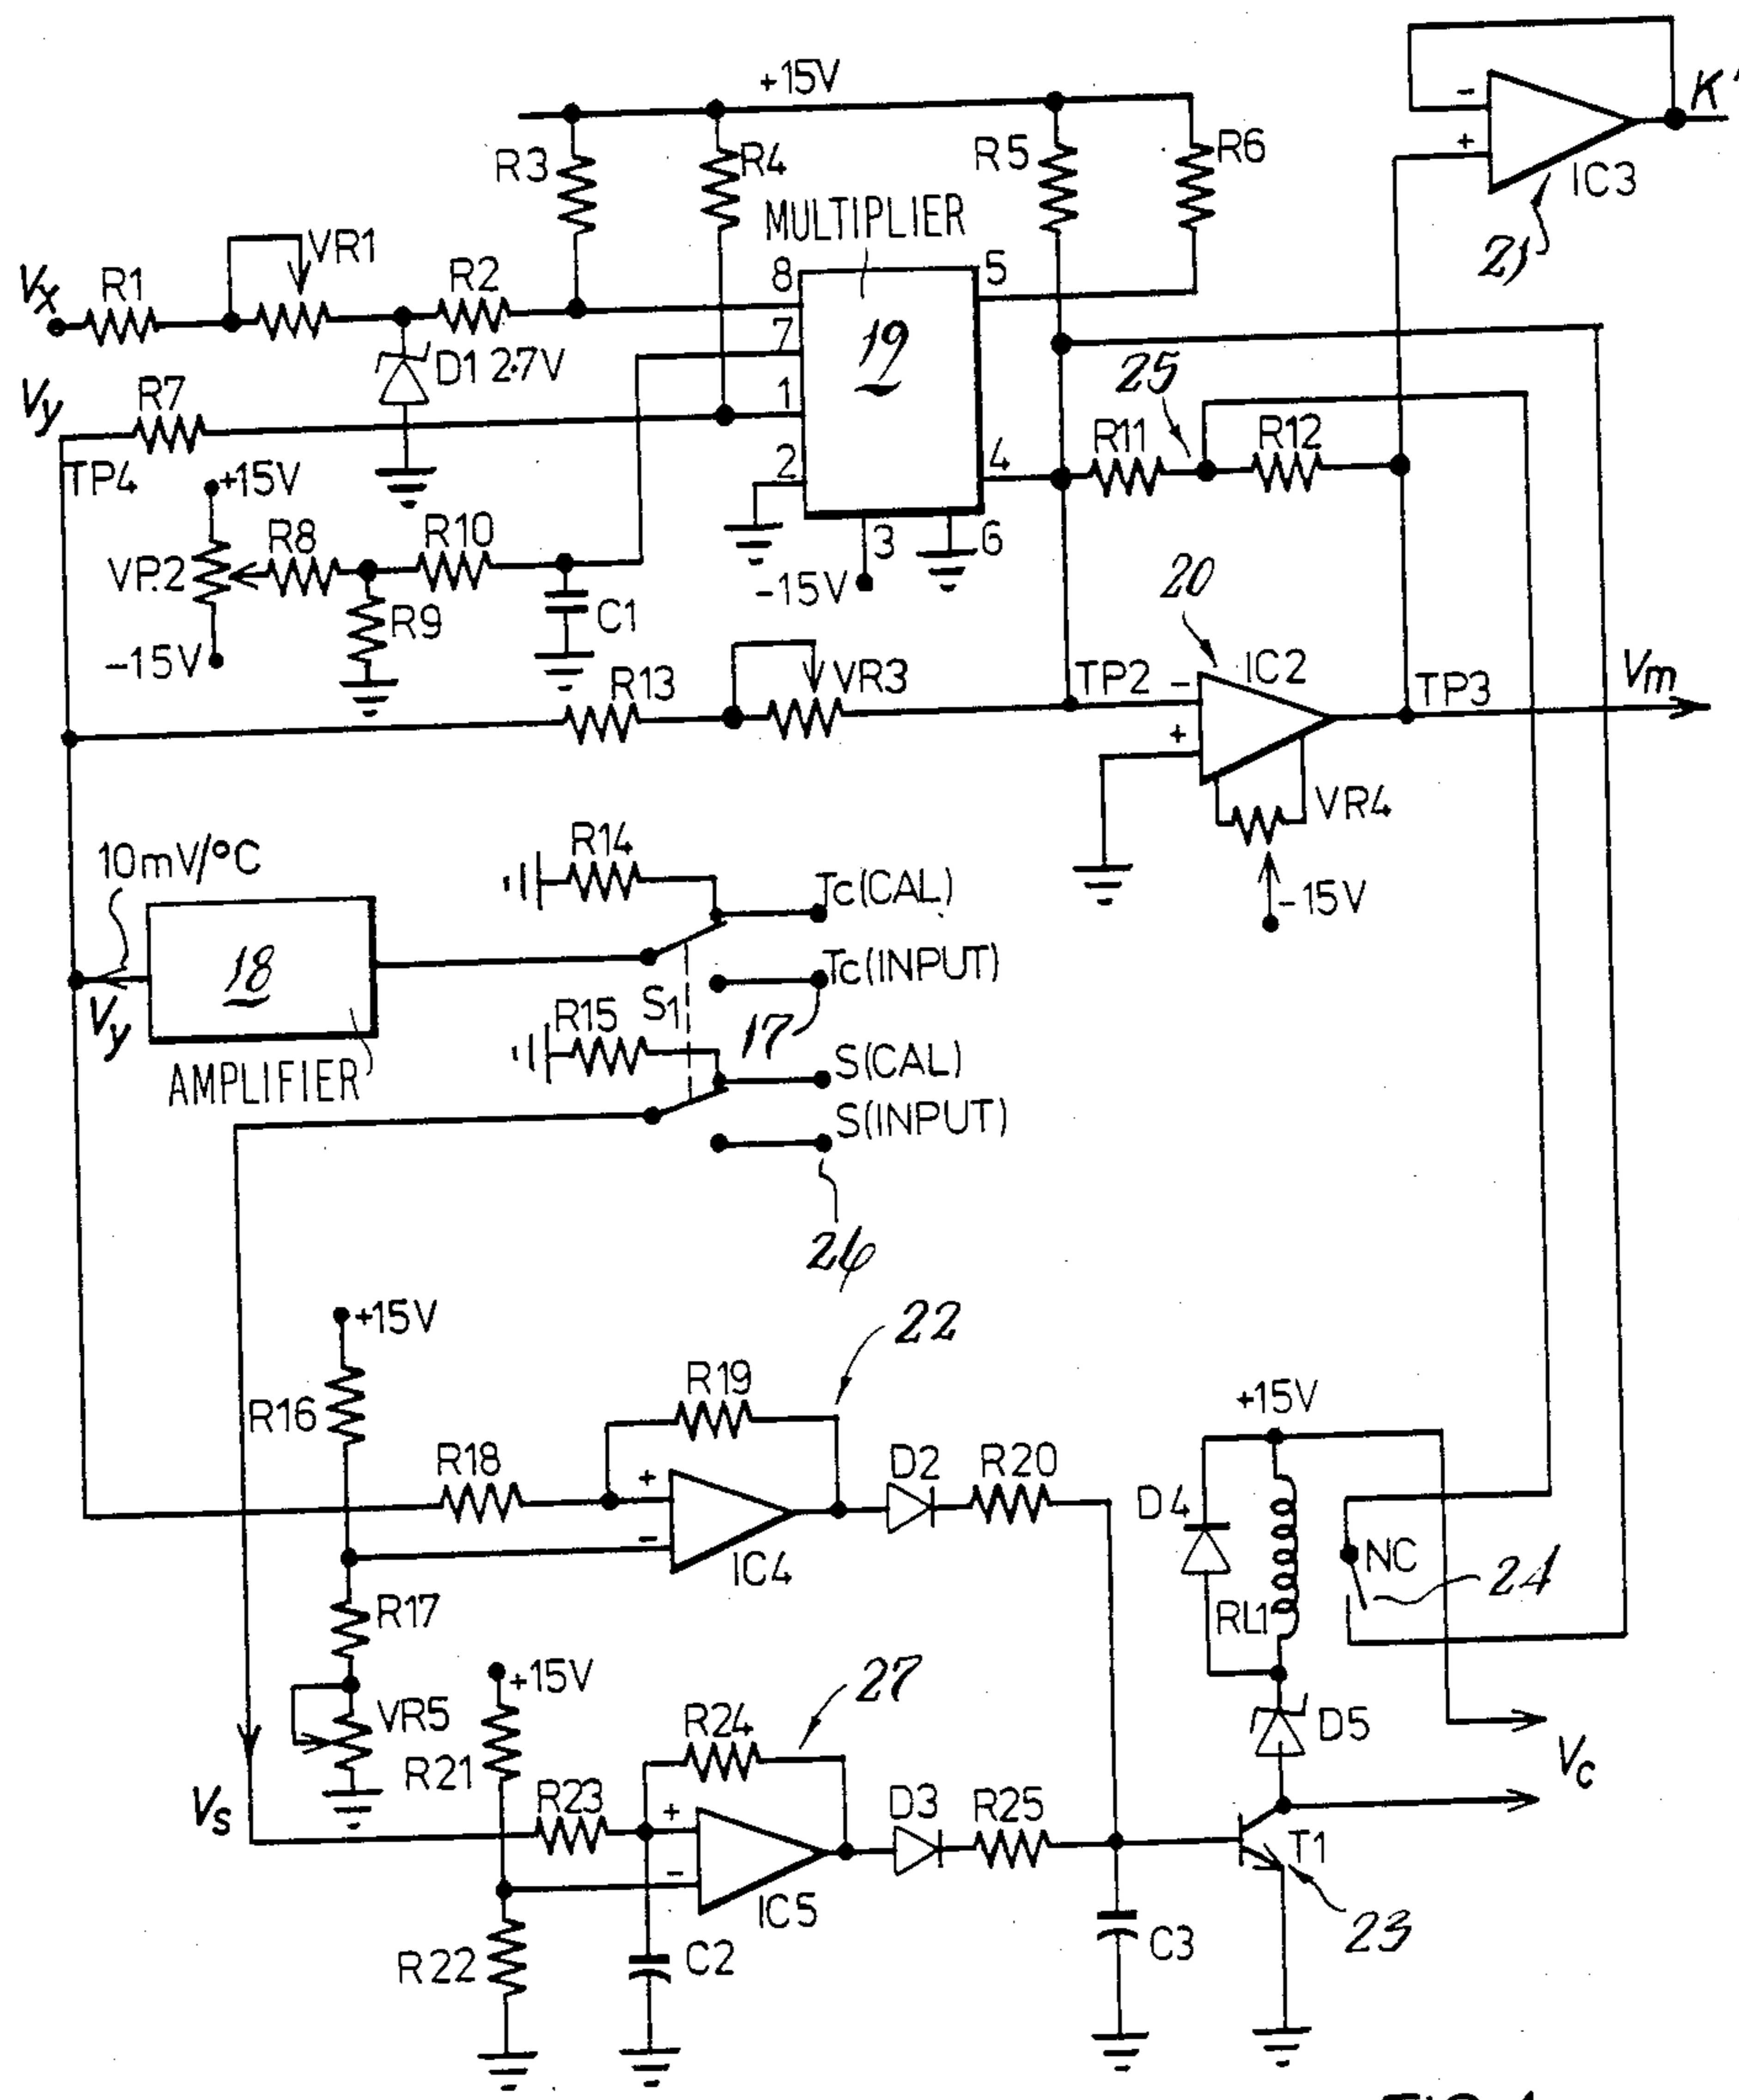 +15V
K'
R3
R4
R5
R6
IC3
MULTIPLIER
21
Vx
R1
VR1
R2
8
5
7
19
D1 2·7V
25
Vy
R7
1
R11
R12
TP4
2
4
+15V
R8
R10
3
6
VR2
-15V
20
R9
C1
-15V
IC2
R13
VR3
TP2
-
TP3
Vm
+
VR4
10mV/°C
R14
Tc(CAL)
-15V
18
Tc(INPUT)
Vy
S1
R15
17
S(CAL)
AMPLIFIER
S(INPUT)
26
+15V
22
R19
R16
+15V
R18
D2
R20
D4
+
-
IC4
NC
24
R17
RL1
+15V
27
VR5
R24
D5
R21
Vc
Vs
R23
D3
R25
+
T1
-
IC5
R22
C2
C3
23